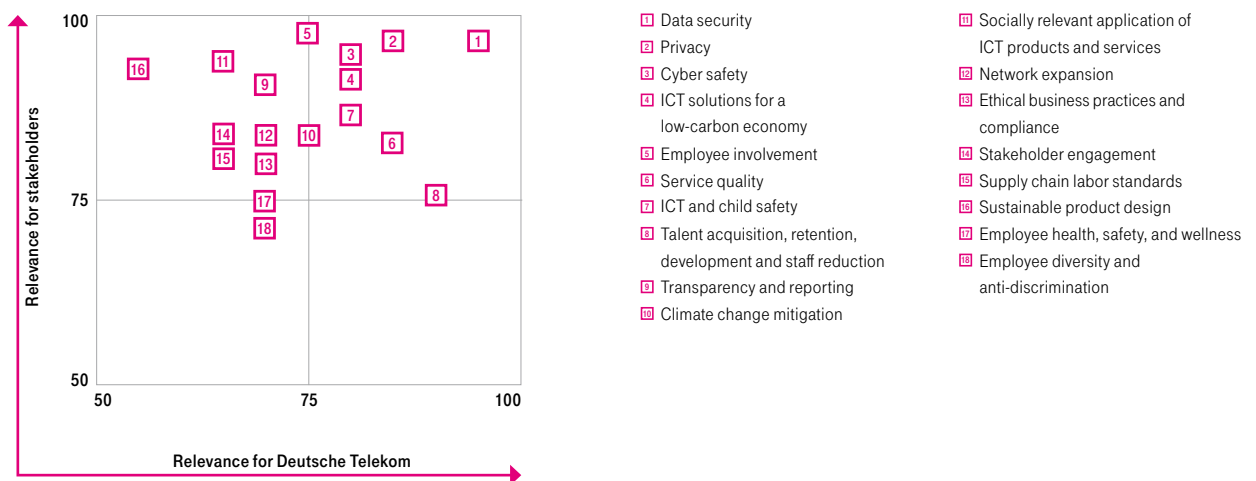 100
75
50
50
75
100
Relevance for stakeholders
Relevance for Deutsche Telekom
5
1
2
3
11
16
4
9
7
14
12
10
6
15
13
8
17
18
1 Data security
2 Privacy
3 Cyber safety
4 ICT solutions for a
low-carbon economy
5 Employee involvement
6 Service quality
7 ICT and child safety
8 Talent acquisition, retention,
development and staff reduction
9 Transparency and reporting
10 Climate change mitigation
11 Socially relevant application of
ICT products and services
12 Network expansion
13 Ethical business practices and
compliance
14 Stakeholder engagement
15 Supply chain labor standards
16 Sustainable product design
17 Employee health, safety, and wellness
18 Employee diversity and
anti-discrimination